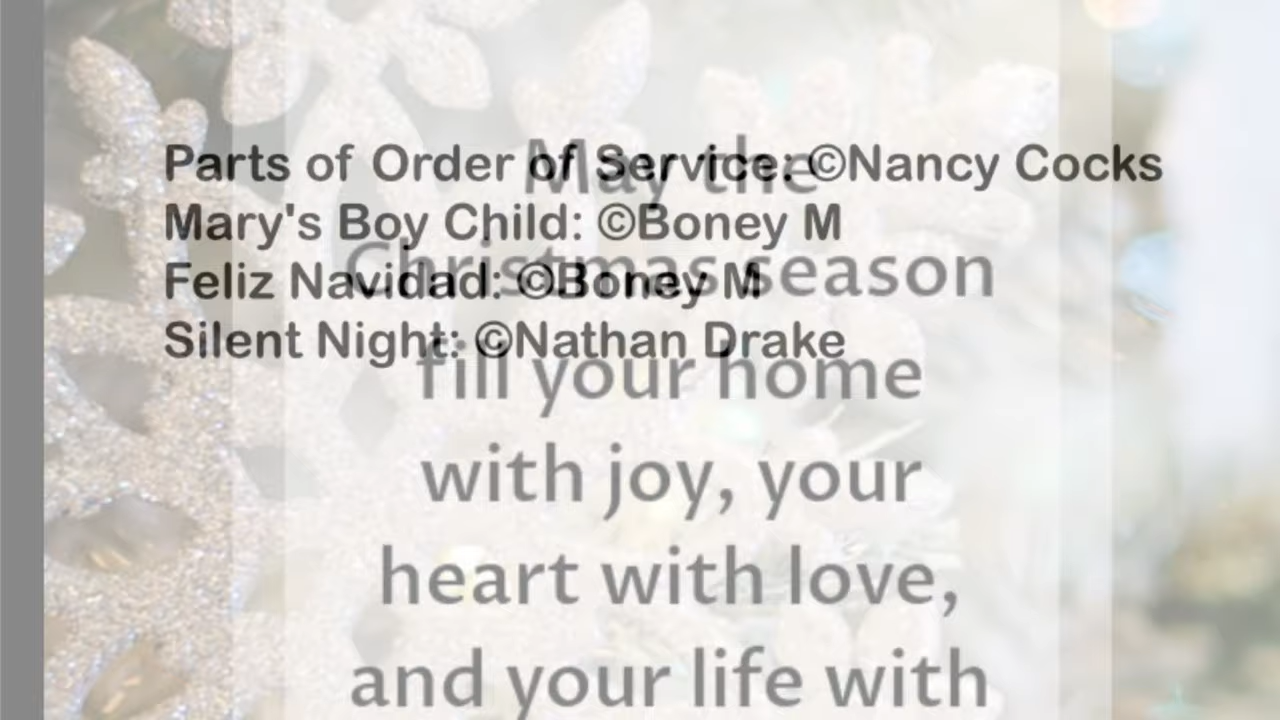 Parts of Order of Service: ©Nancy Cocks
Mary's Boy Child: ©Boney M
Feliz Navidad: ©Boney M
Silent Night: ©Nathan Drake
May the
Christmas season
fill your home
with joy, your
heart with love,
and your life with